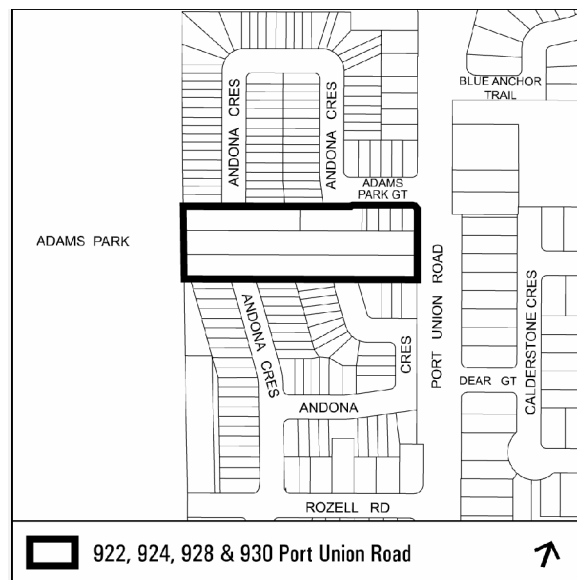 BLUE ANCHOR
TRAIL
ANDONA CRES
ANDONA CRES
ADAMS
PARK GT
ADAMS PARK
PORT UNION ROAD
CALDERSTONE CRES
ANDONA CRES
CRES
DEAR GT
ANDONA
ROZELL RD
922, 924, 928 & 930 Port Union Road